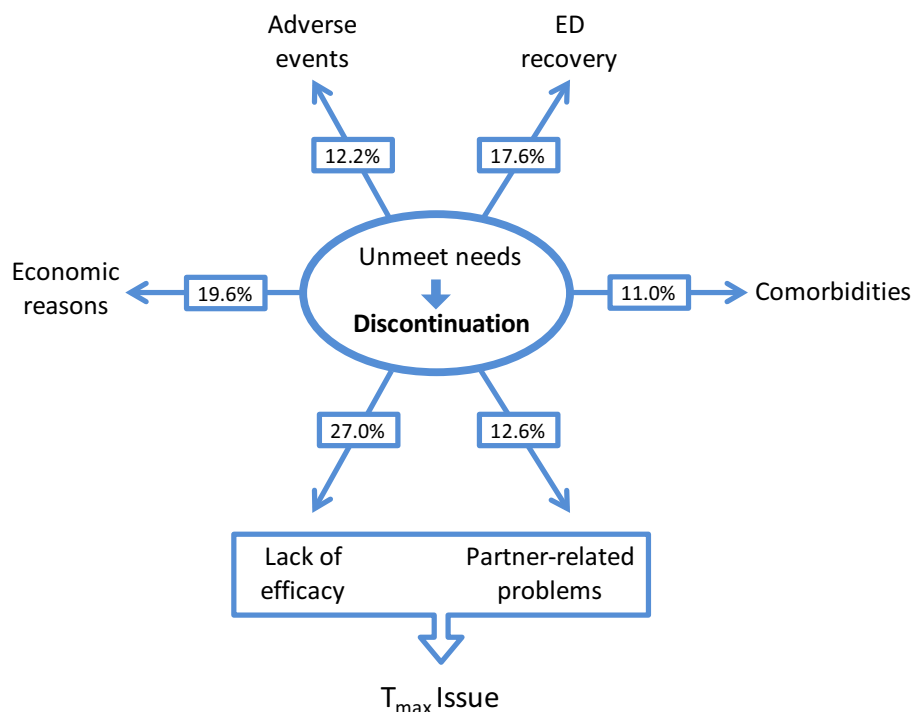 Adverse
events
ED
recovery
12.2%
17.6%
Unmeet needs
Discontinuation
Economic
reasons
19.6%
11.0%
Comorbidities
27.0%
12.6%
Lack of
efficacy
Partner-related
problems
Tmax Issue